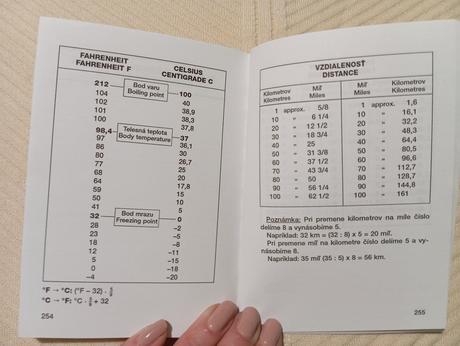 FAHRENHEIT CELSIUS
FAHRENHEIT F CENTIGRADE C
212 Bod varu 100
Boiling point
104 40
102 38,9
101 38,3
100 37,8
98,4 Telesná teplota 37
Body temperature
97 36,1
86 30
80 26,7
77 25
68 20
64 17,8
59 15
50 10
41 5
32 Bod mrazu 0
Freezing point
28 –2
23 –5
18 –8
12 –11
5 –15
0 –18
–4 –20
°F → °C: (°F – 32) · 5/9
°C → °F: °C · 9/5 + 32
254
VZDIALENOSŤ
DISTANCE
Kilometrov Míľ Míľ Kilometrov
Kilometres Miles Miles Kilometres
1 approx. 5/8 1 approx. 1,6
10 " 6 1/4 10 " 16,1
20 " 12 1/2 20 " 32,2
30 " 18 3/4 30 " 48,3
40 " 25 40 " 64,4
50 " 31 3/8 50 " 80,5
60 " 37 1/2 60 " 96,6
70 " 43 3/4 70 " 112,7
80 " 50 80 " 128,7
90 " 56 1/4 90 " 144,8
100 " 62 1/2 100 " 161
Poznámka: Pri premene kilometrov na míle číslo
delíme 8 a vynásobíme 5.
Napríklad: 32 km = (32 : 8) x 5 = 20 míľ.
Pri premene míľ na kilometre číslo delíme 5 a vy-
násobíme 8.
Napríklad: 35 míľ (35 : 5) x 8 = 56 km.
255